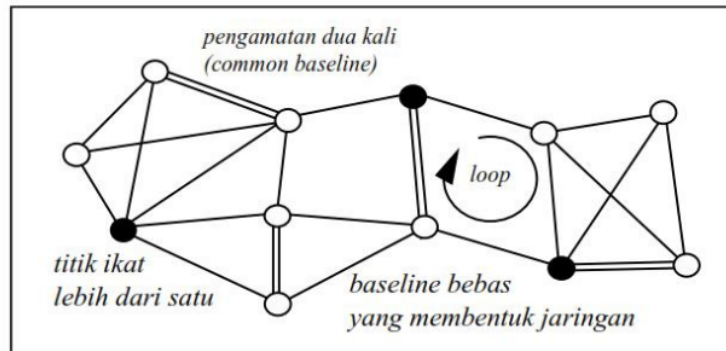 pengamatan dua kali
(common baseline)
loop
titik ikat
lebih dari satu
baseline bebas
yang membentuk jaringan